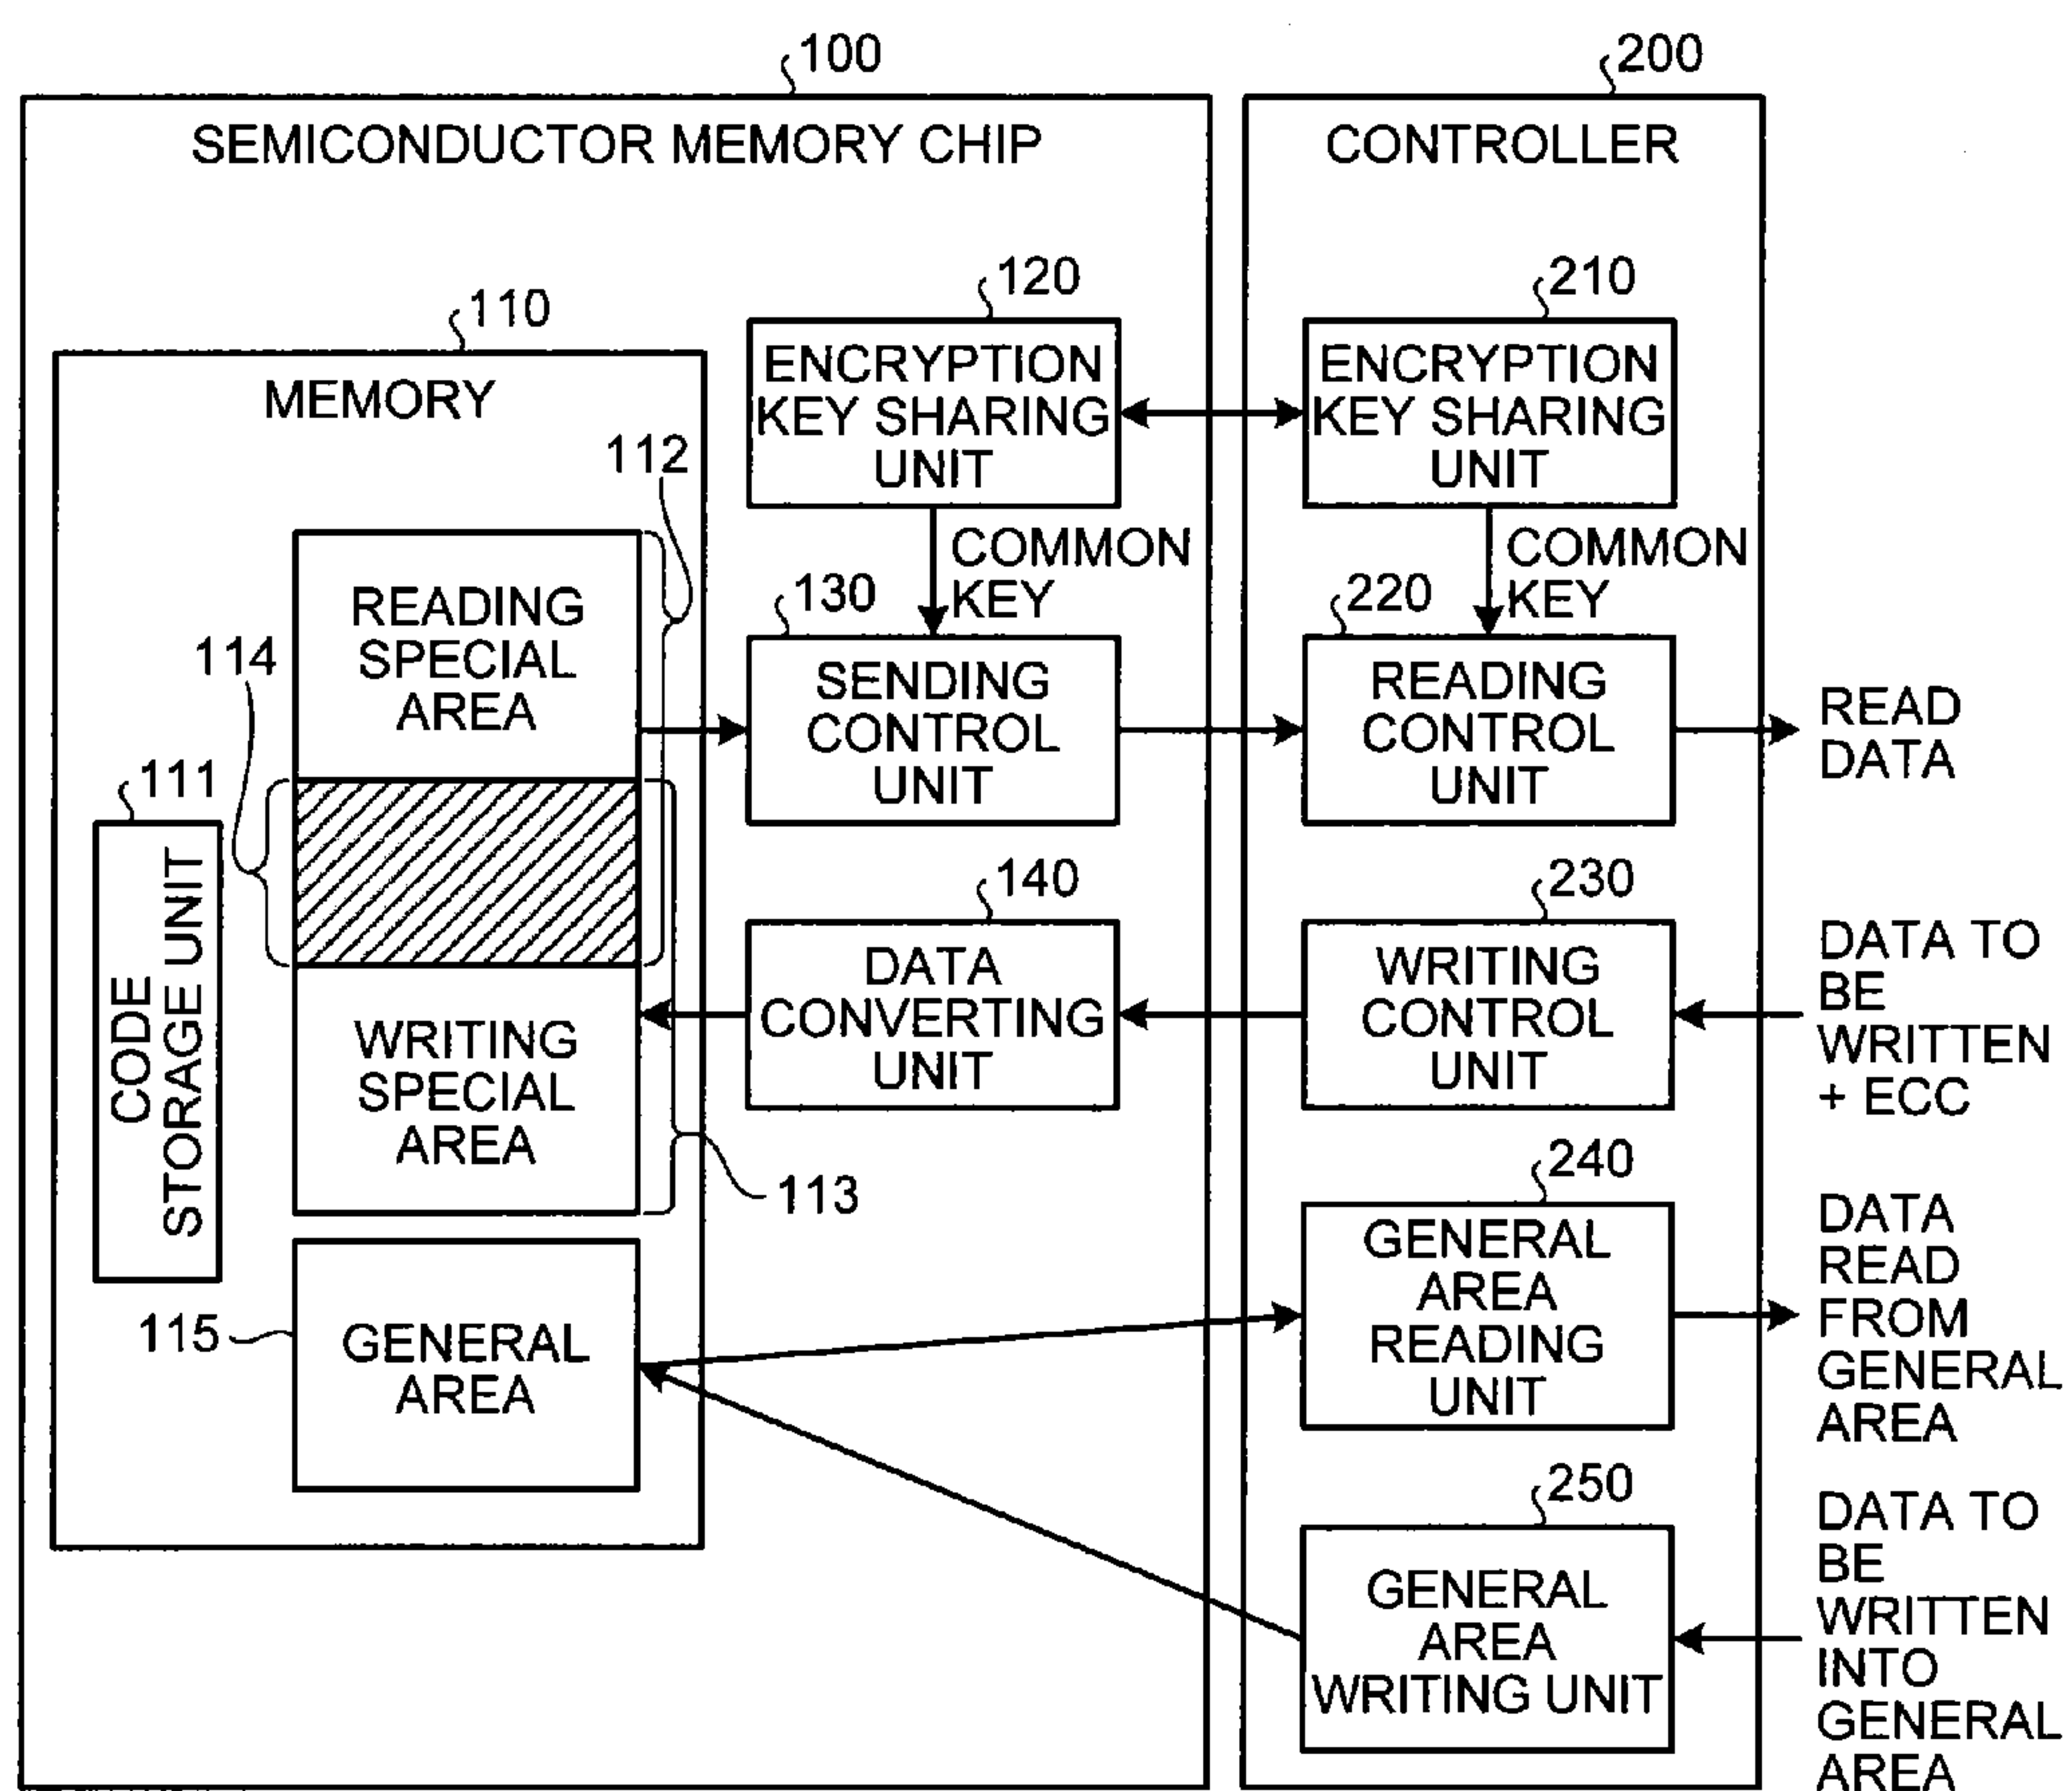 100
200
SEMICONDUCTOR MEMORY CHIP
CONTROLLER
110
MEMORY
112
READING
SPECIAL
AREA
114
111
CODE
STORAGE UNIT
WRITING
SPECIAL
AREA
113
115
GENERAL
AREA
120
ENCRYPTION
KEY SHARING
UNIT
COMMON
KEY
130
SENDING
CONTROL
UNIT
140
DATA
CONVERTING
UNIT
210
ENCRYPTION
KEY SHARING
UNIT
COMMON
KEY
220
READING
CONTROL
UNIT
READ
DATA
230
WRITING
CONTROL
UNIT
DATA TO
BE
WRITTEN
+ ECC
240
GENERAL
AREA
READING
UNIT
DATA
READ
FROM
GENERAL
AREA
250
GENERAL
AREA
WRITING UNIT
DATA TO
BE
WRITTEN
INTO
GENERAL
AREA